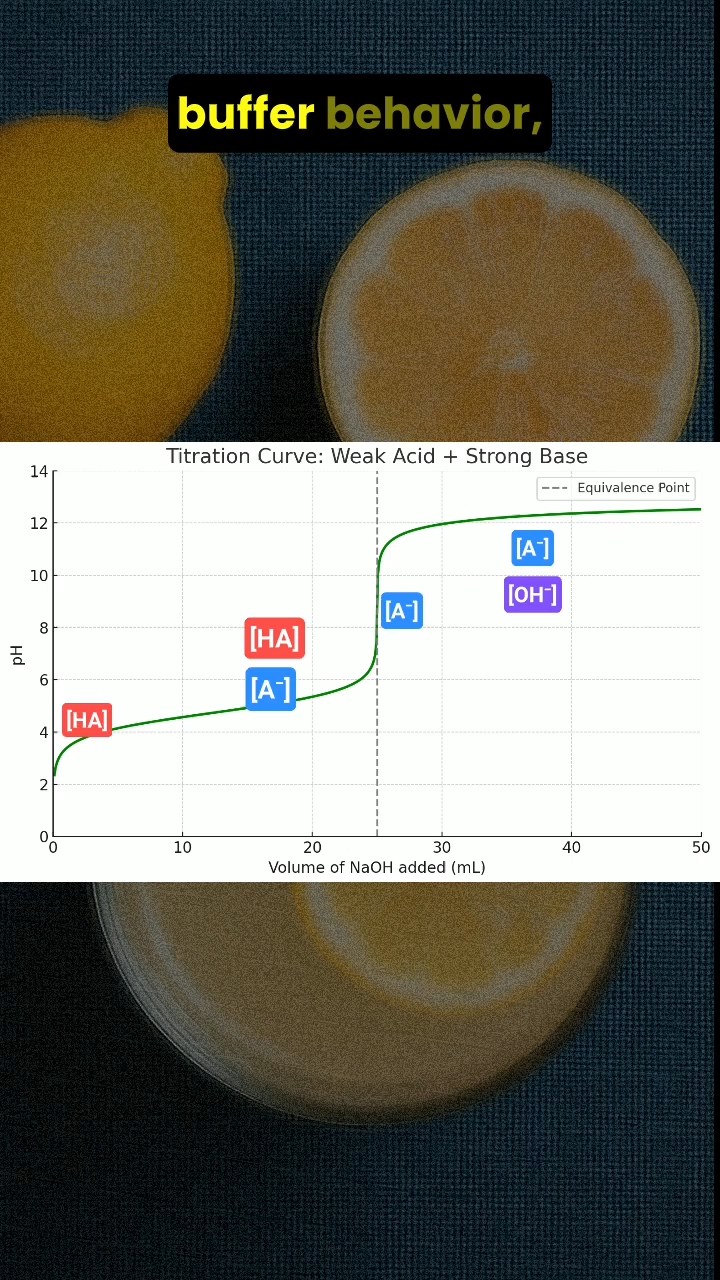 buffer behavior,
Titration Curve: Weak Acid + Strong Base
14
Equivalence Point
12
[A⁻]
10
[OH⁻]
[A⁻]
8
[HA]
pH
6
[A⁻]
[HA]
4
2
0
0 10 20 30 40 50
Volume of NaOH added (mL)